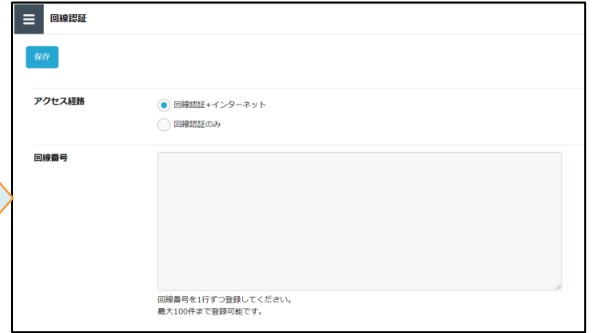 回線認証
保存
アクセス経路
回線認証+インターネット
回線認証のみ
回線番号
回線番号を1行ずつ登録してください。
最大100件まで登録可能です。